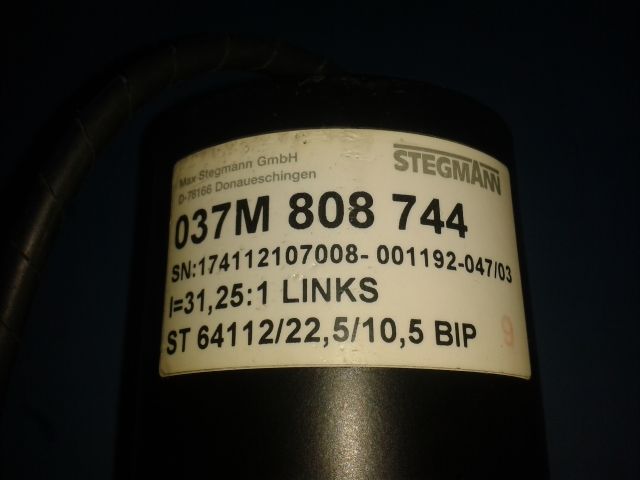 Max Stegmann GmbH
D-78166 Donaueschingen
STEGMANN
037M 808 744
SN:174112107008- 001192-047/03
I=31,25:1 LINKS
ST 64112/22,5/10,5 BIP
9